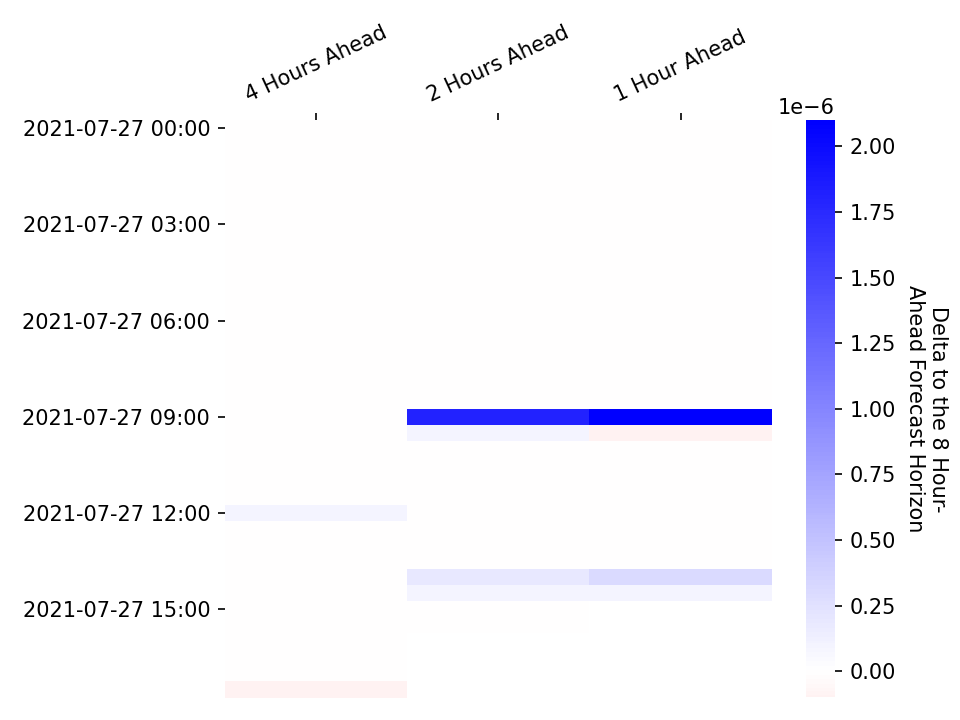 4 Hours Ahead
2 Hours Ahead
1 Hour Ahead
1e−6
2021-07-27 00:00
2021-07-27 03:00
2021-07-27 06:00
2021-07-27 09:00
2021-07-27 12:00
2021-07-27 15:00
2.00
1.75
1.50
1.25
1.00
0.75
0.50
0.25
0.00
Delta to the 8 Hour-
Ahead Forecast Horizon